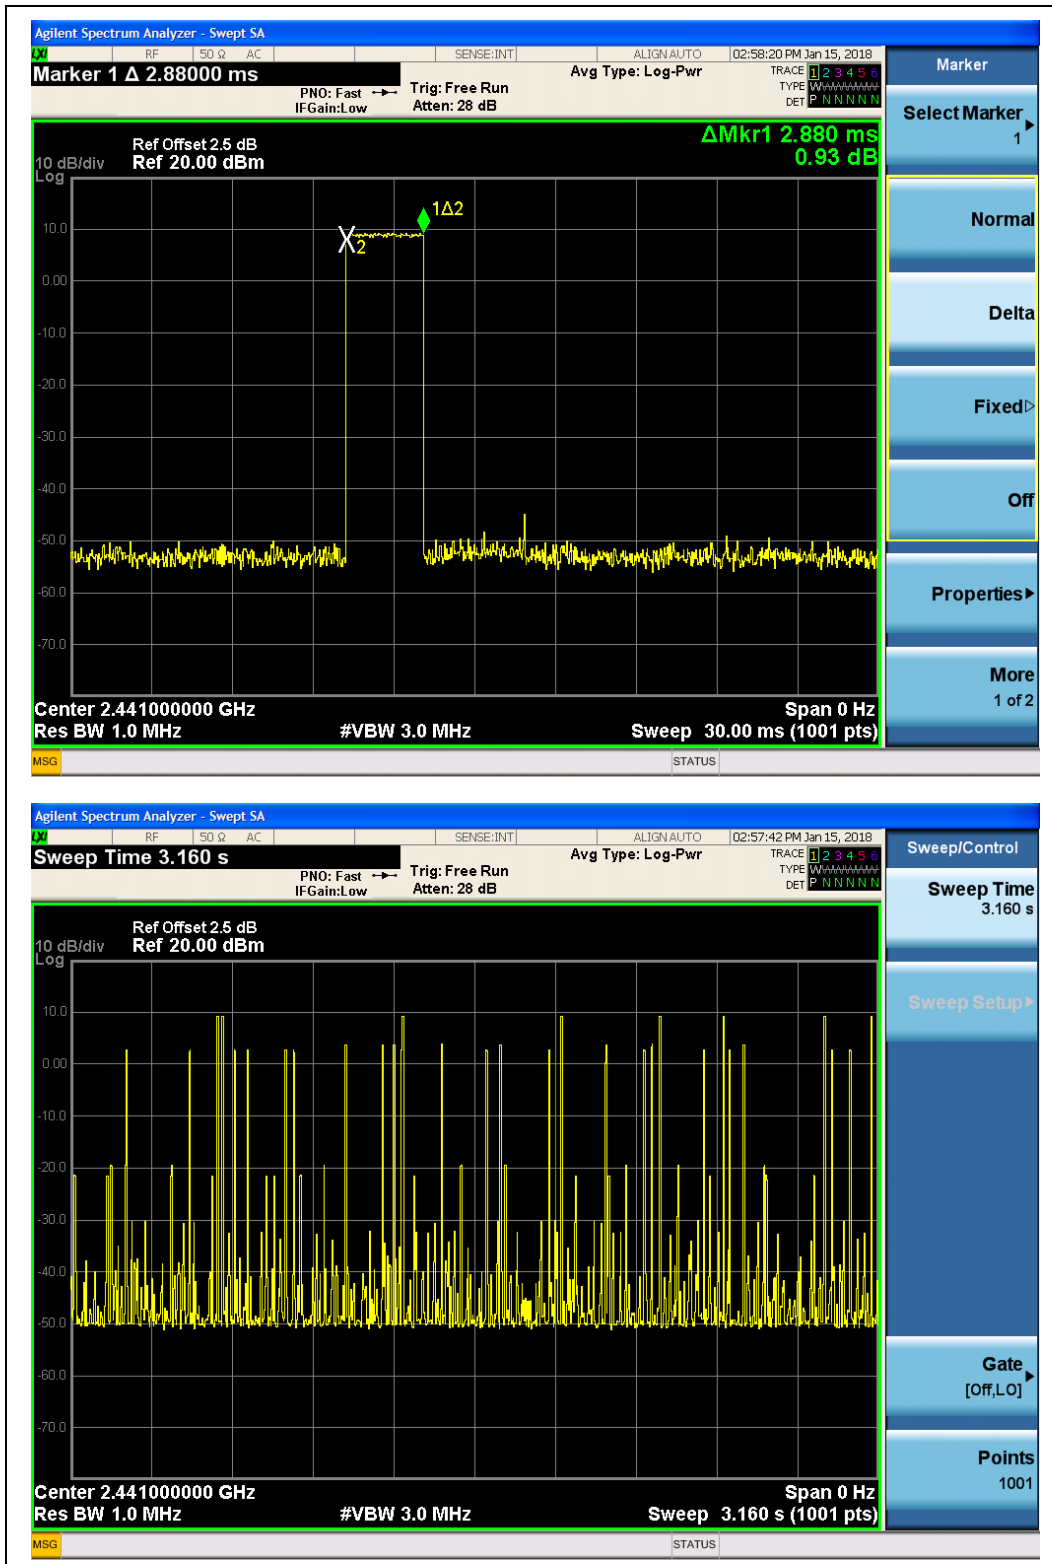 Agilent Spectrum Analyzer - Swept SA
LXI RF 50 Ω AC SENSE:INT ALIGN AUTO 02:58:20 PM Jan 15, 2018
Marker 1 Δ 2.88000 ms
PNO: Fast
IFGain:Low
Trig: Free Run
Atten: 28 dB
Avg Type: Log-Pwr
TRACE 1 2 3 4 5 6
TYPE
DET P N N N N N
ΔMkr1 2.880 ms
0.93 dB
Ref Offset 2.5 dB
10 dB/div Ref 20.00 dBm
Log
1Δ2
2
10.0
0.00
-10.0
-20.0
-30.0
-40.0
-50.0
-60.0
-70.0
Center 2.441000000 GHz Span 0 Hz
Res BW 1.0 MHz #VBW 3.0 MHz Sweep 30.00 ms (1001 pts)
MSG STATUS
Marker
Select Marker
1
Normal
Delta
Fixed
Off
Properties
More
1 of 2
Agilent Spectrum Analyzer - Swept SA
LXI RF 50 Ω AC SENSE:INT ALIGN AUTO 02:57:42 PM Jan 15, 2018
Sweep Time 3.160 s
PNO: Fast
IFGain:Low
Trig: Free Run
Atten: 28 dB
Avg Type: Log-Pwr
TRACE 1 2 3 4 5 6
TYPE
DET P N N N N N
Ref Offset 2.5 dB
10 dB/div Ref 20.00 dBm
Log
10.0
0.00
-10.0
-20.0
-30.0
-40.0
-50.0
-60.0
-70.0
Center 2.441000000 GHz Span 0 Hz
Res BW 1.0 MHz #VBW 3.0 MHz Sweep 3.160 s (1001 pts)
MSG STATUS
Sweep/Control
Sweep Time
3.160 s
Sweep Setup
Gate
[Off,LO]
Points
1001